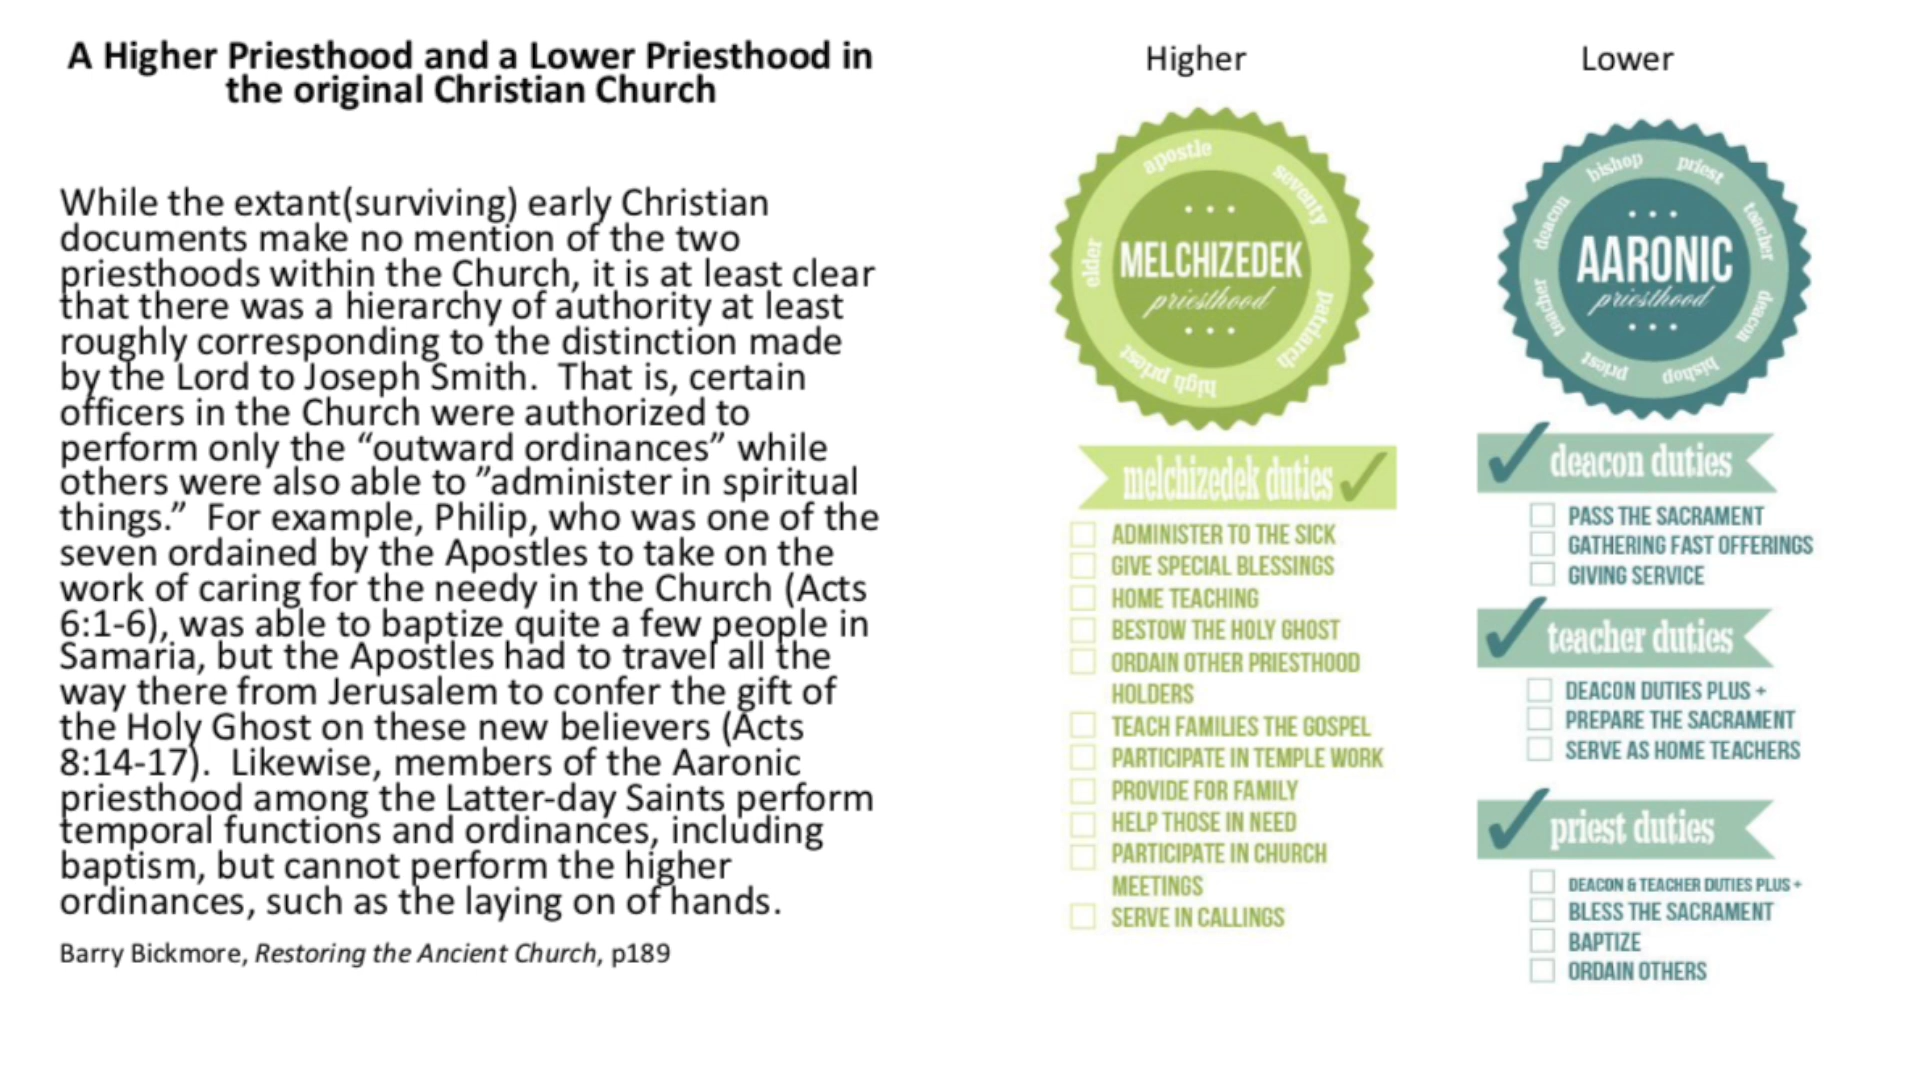 A Higher Priesthood and a Lower Priesthood in
the original Christian Church
While the extant(surviving) early Christian
documents make no mention of the two
priesthoods within the Church, it is at least clear
that there was a hierarchy of authority at least
roughly corresponding to the distinction made
by the Lord to Joseph Smith.  That is, certain
officers in the Church were authorized to
perform only the “outward ordinances” while
others were also able to ”administer in spiritual
things.”  For example, Philip, who was one of the
seven ordained by the Apostles to take on the
work of caring for the needy in the Church (Acts
6:1-6), was able to baptize quite a few people in
Samaria, but the Apostles had to travel all the
way there from Jerusalem to confer the gift of
the Holy Ghost on these new believers (Acts
8:14-17).  Likewise, members of the Aaronic
priesthood among the Latter-day Saints perform
temporal functions and ordinances, including
baptism, but cannot perform the higher
ordinances, such as the laying on of hands.
Barry Bickmore, Restoring the Ancient Church, p189
Higher
apostle
seventy
patriarch
high priest
elder
MELCHIZEDEK
priesthood
melchizedek duties
ADMINISTER TO THE SICK
GIVE SPECIAL BLESSINGS
HOME TEACHING
BESTOW THE HOLY GHOST
ORDAIN OTHER PRIESTHOOD
HOLDERS
TEACH FAMILIES THE GOSPEL
PARTICIPATE IN TEMPLE WORK
PROVIDE FOR FAMILY
HELP THOSE IN NEED
PARTICIPATE IN CHURCH
MEETINGS
SERVE IN CALLINGS
Lower
bishop
priest
teacher
deacon
bishop
priest
teacher
deacon
AARONIC
priesthood
deacon duties
PASS THE SACRAMENT
GATHERING FAST OFFERINGS
GIVING SERVICE
teacher duties
DEACON DUTIES PLUS +
PREPARE THE SACRAMENT
SERVE AS HOME TEACHERS
priest duties
DEACON & TEACHER DUTIES PLUS +
BLESS THE SACRAMENT
BAPTIZE
ORDAIN OTHERS